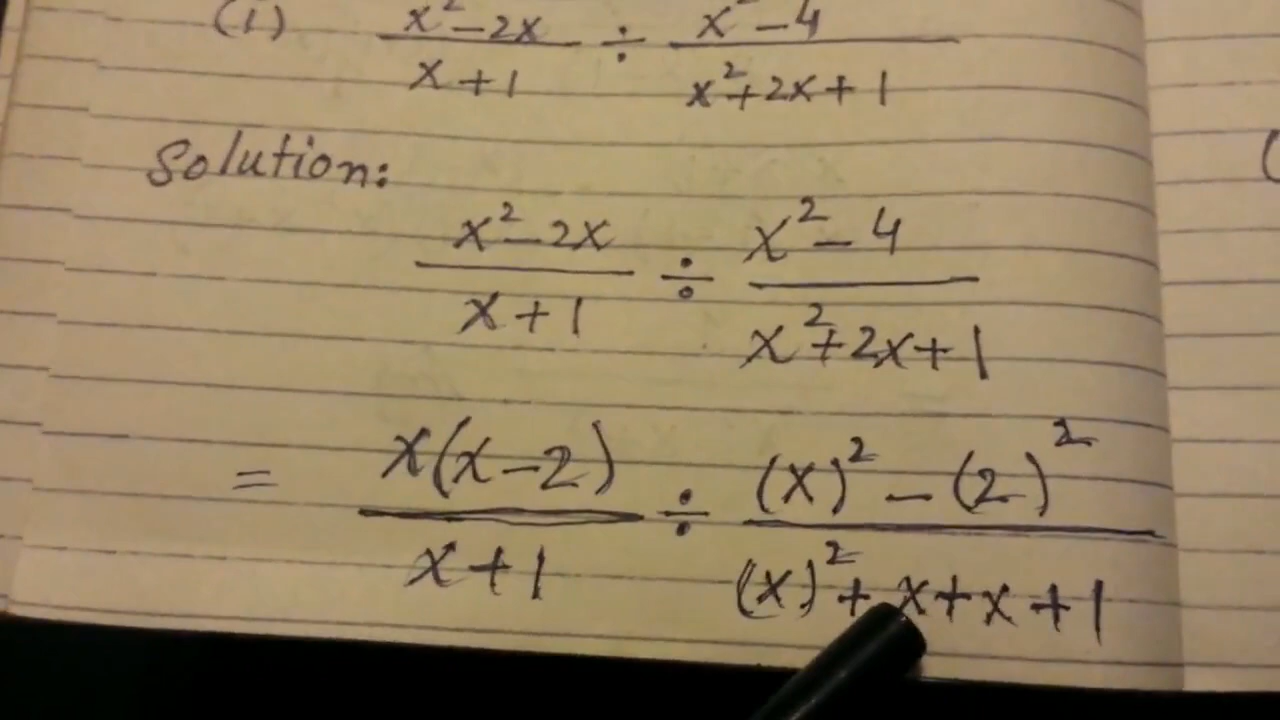 (i) x²-2x / x+1 ÷ x²-4 / x²+2x+1
Solution:
x²-2x / x+1 ÷ x²-4 / x²+2x+1
= x(x-2) / x+1 ÷ (x)²-(2)² / (x)²+x+x+1